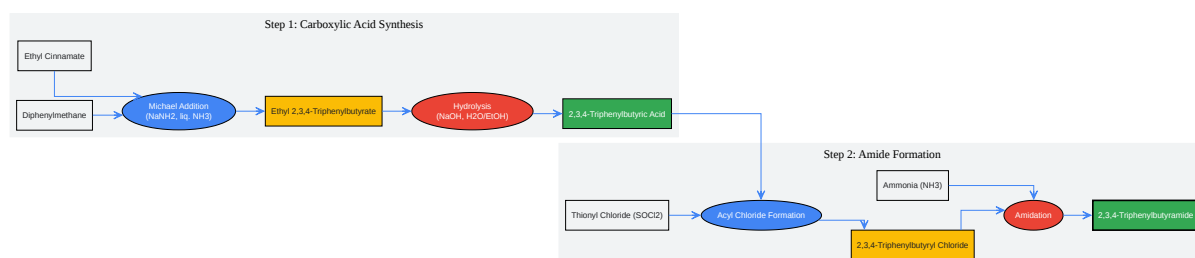 Step 1: Carboxylic Acid Synthesis
Ethyl Cinnamate
Diphenylmethane
Michael Addition
(NaNH2, liq. NH3)
Ethyl 2,3,4-Triphenylbutyrate
Hydrolysis
(NaOH, H2O/EtOH)
2,3,4-Triphenylbutyric Acid
Step 2: Amide Formation
Ammonia (NH3)
Thionyl Chloride (SOCl2)
Acyl Chloride Formation
2,3,4-Triphenylbutyryl Chloride
Amidation
2,3,4-Triphenylbutyramide